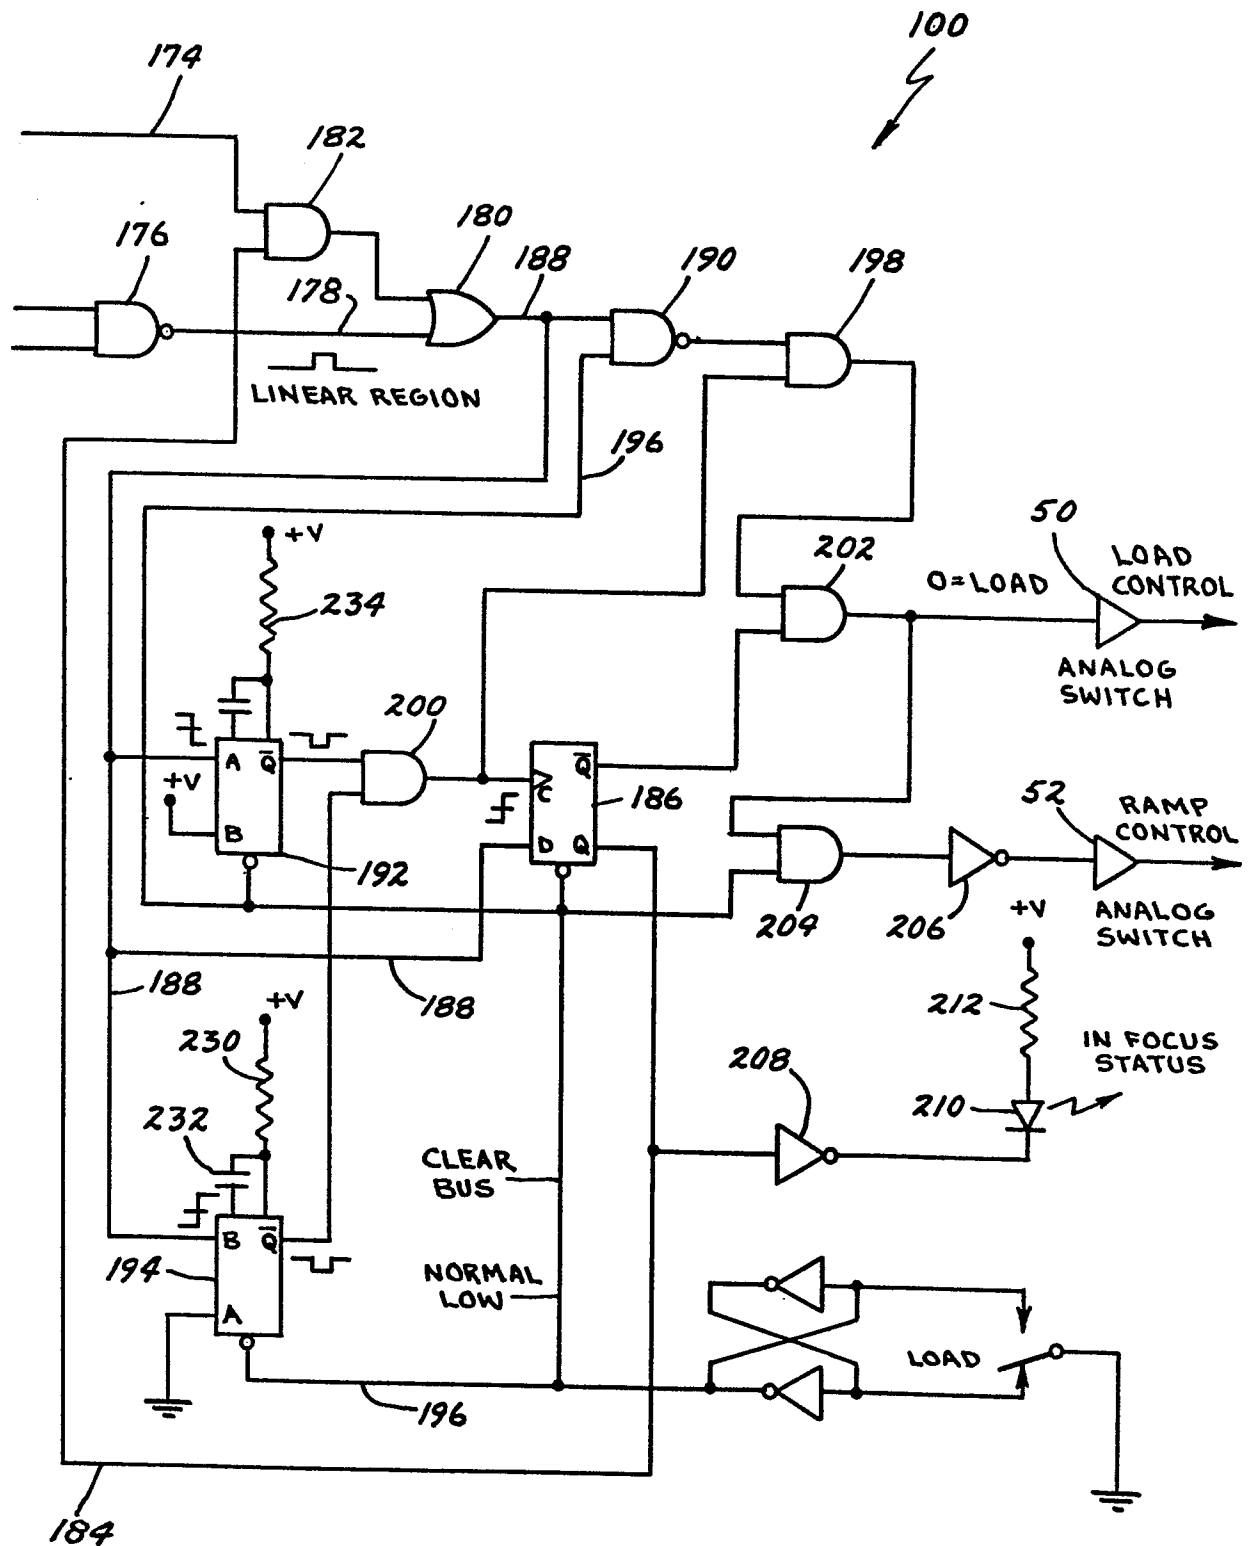 100
174
182
176
180
188
190
198
178
LINEAR REGION
196
+V
234
50
LOAD
CONTROL
202
O=LOAD
ANALOG
SWITCH
200
A
Q̅
+V
B
192
Q̅
C
186
D
Q
52
RAMP
CONTROL
204
206
+V
ANALOG
SWITCH
188
188
+V
230
212
IN FOCUS
STATUS
208
210
232
CLEAR
BUS
B
Q̅
194
A
NORMAL
LOW
LOAD
196
184